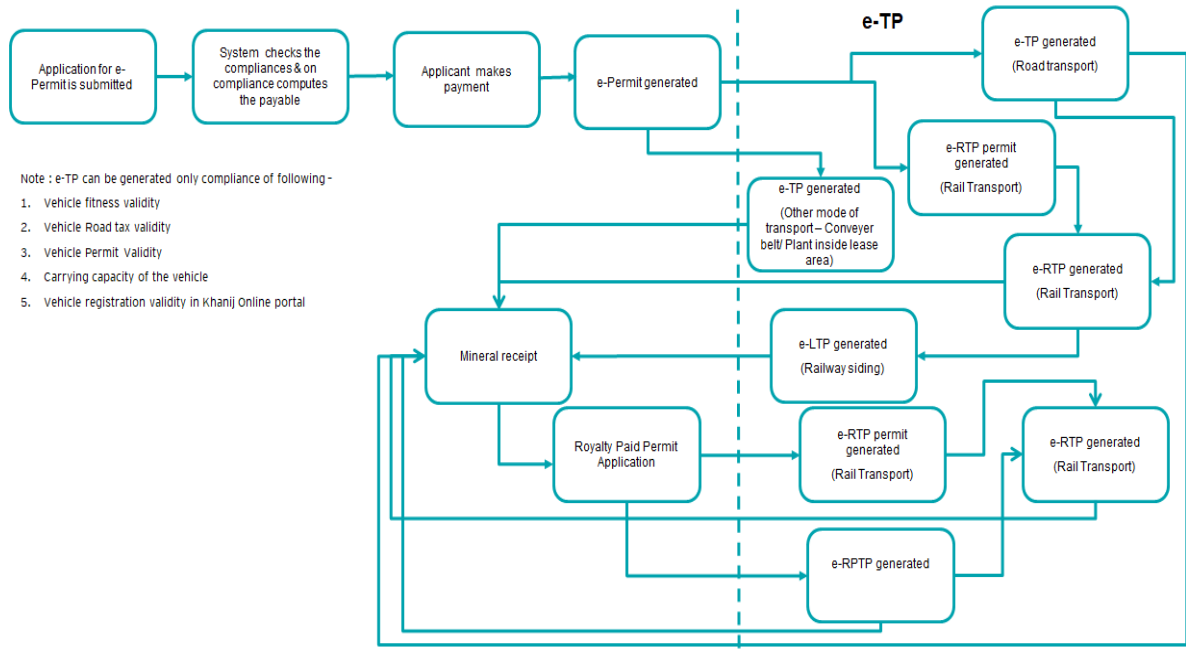 e-TP
Application for e-
Permit is submitted
System checks the
compliances & on
compliance computes
the payable
Applicant makes
payment
e-Permit generated
e-TP generated
(Road transport)
e-RTP permit
generated
(Rail Transport)
Note : e-TP can be generated only compliance of following -
1. Vehicle fitness validity
2. Vehicle Road tax validity
3. Vehicle Permit Validity
4. Carrying capacity of the vehicle
5. Vehicle registration validity in Khanij Online portal
e-TP generated
(Other mode of
transport – Conveyer
belt/ Plant inside lease
area)
e-RTP generated
(Rail Transport)
Mineral receipt
e-LTP generated
(Railway siding)
Royalty Paid Permit
Application
e-RTP permit
generated
(Rail Transport)
e-RTP generated
(Rail Transport)
e-RPTP generated